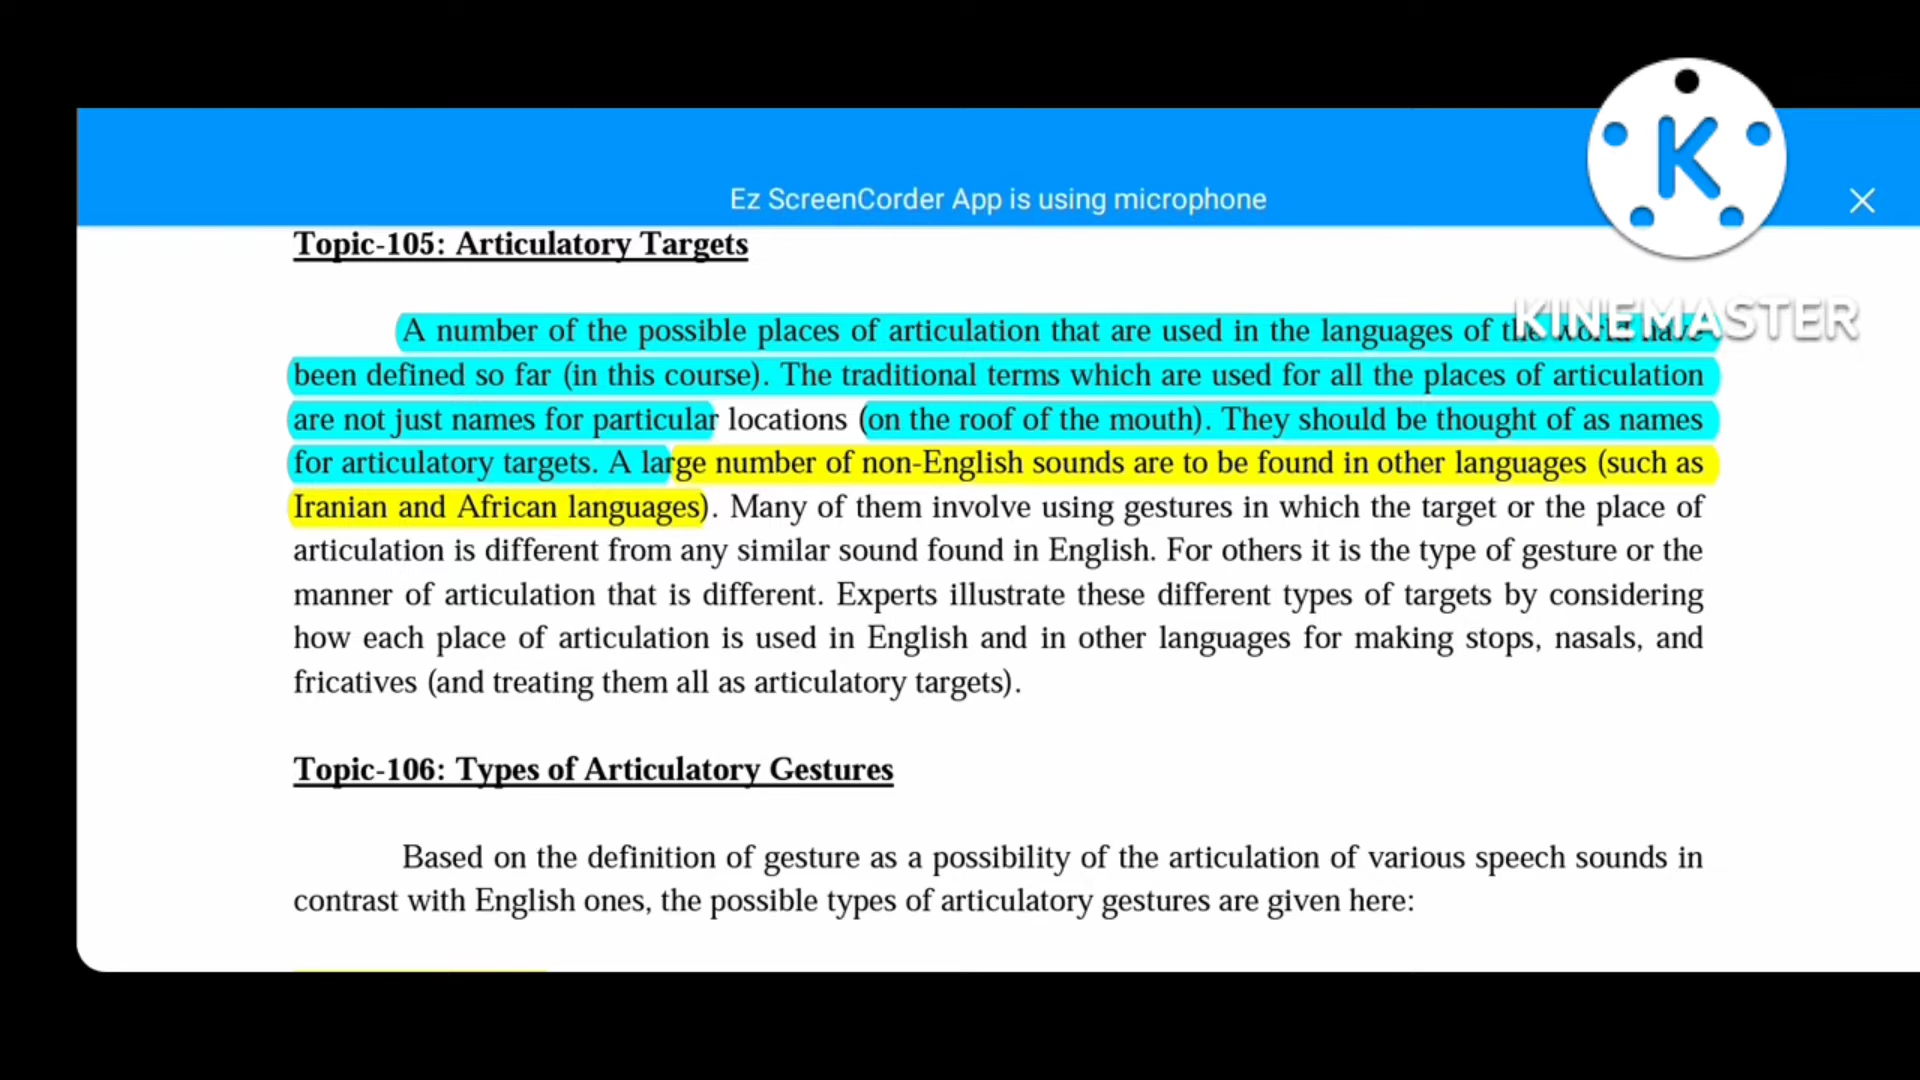 Ez ScreenCorder App is using microphone
K
KINEMASTER
Topic-105: Articulatory Targets
A number of the possible places of articulation that are used in the languages of the world have
been defined so far (in this course). The traditional terms which are used for all the places of articulation
are not just names for particular locations (on the roof of the mouth). They should be thought of as names
for articulatory targets. A large number of non-English sounds are to be found in other languages (such as
Iranian and African languages). Many of them involve using gestures in which the target or the place of
articulation is different from any similar sound found in English. For others it is the type of gesture or the
manner of articulation that is different. Experts illustrate these different types of targets by considering
how each place of articulation is used in English and in other languages for making stops, nasals, and
fricatives (and treating them all as articulatory targets).
Topic-106: Types of Articulatory Gestures
Based on the definition of gesture as a possibility of the articulation of various speech sounds in
contrast with English ones, the possible types of articulatory gestures are given here: